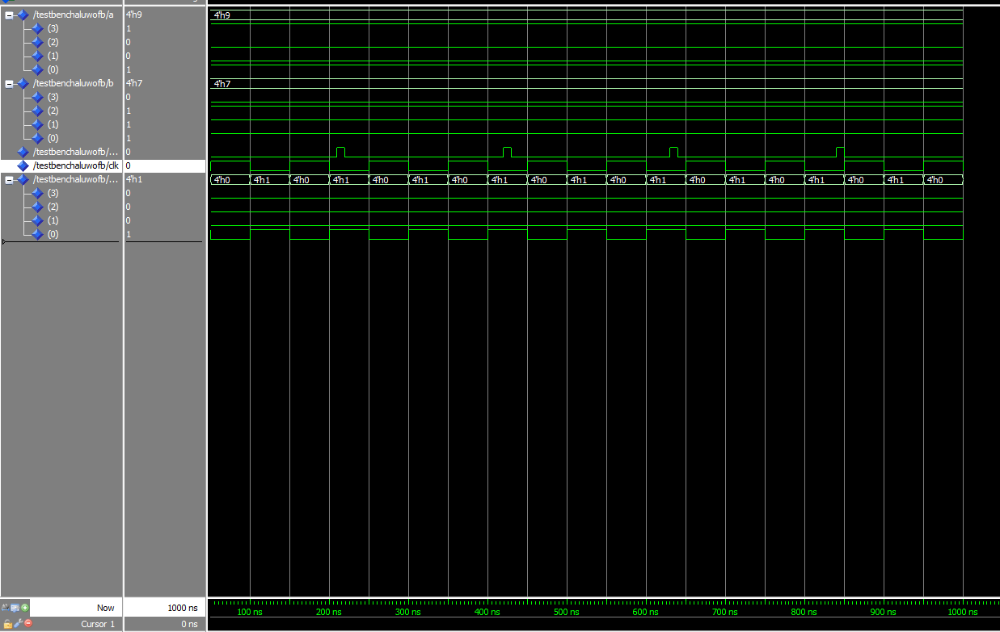 /testbenchaluwofb/a 4'h9 4'h9
(3) 1
(2) 0
(1) 0
(0) 1
/testbenchaluwofb/b 4'h7 4'h7
(3) 0
(2) 1
(1) 1
(0) 1
/testbenchaluwofb/... 0
/testbenchaluwofb/clk 0
/testbenchaluwofb/... 4'h1 4'h0 4'h1 4'h0 4'h1 4'h0 4'h1 4'h0 4'h1 4'h0 4'h1 4'h0 4'h1 4'h0 4'h1 4'h0 4'h1 4'h0 4'h1 4'h0
(3) 0
(2) 0
(1) 0
(0) 1
Now 1000 ns 100 ns 200 ns 300 ns 400 ns 500 ns 600 ns 700 ns 800 ns 900 ns 1000 ns
Cursor 1 0 ns